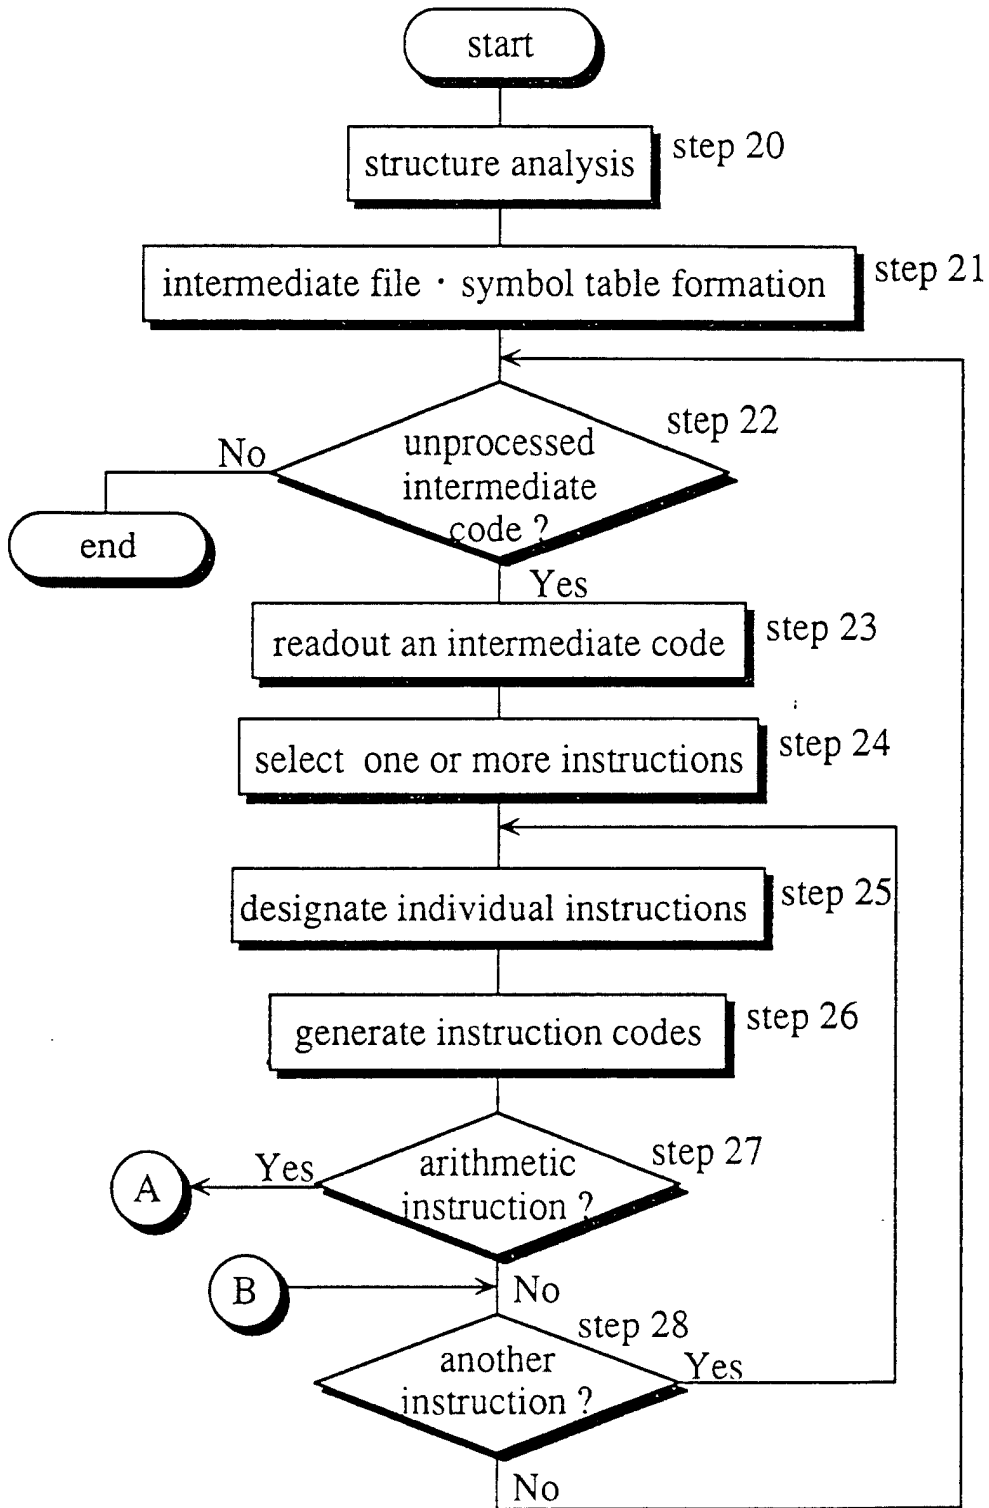 start
structure analysis
step 20
intermediate file · symbol table formation
step 21
step 22
No
unprocessed
intermediate
code ?
end
Yes
readout an intermediate code
step 23
select one or more instructions
step 24
designate individual instructions
step 25
generate instruction codes
step 26
step 27
Yes
arithmetic
instruction ?
A
B
No
step 28
another
instruction ?
Yes
No